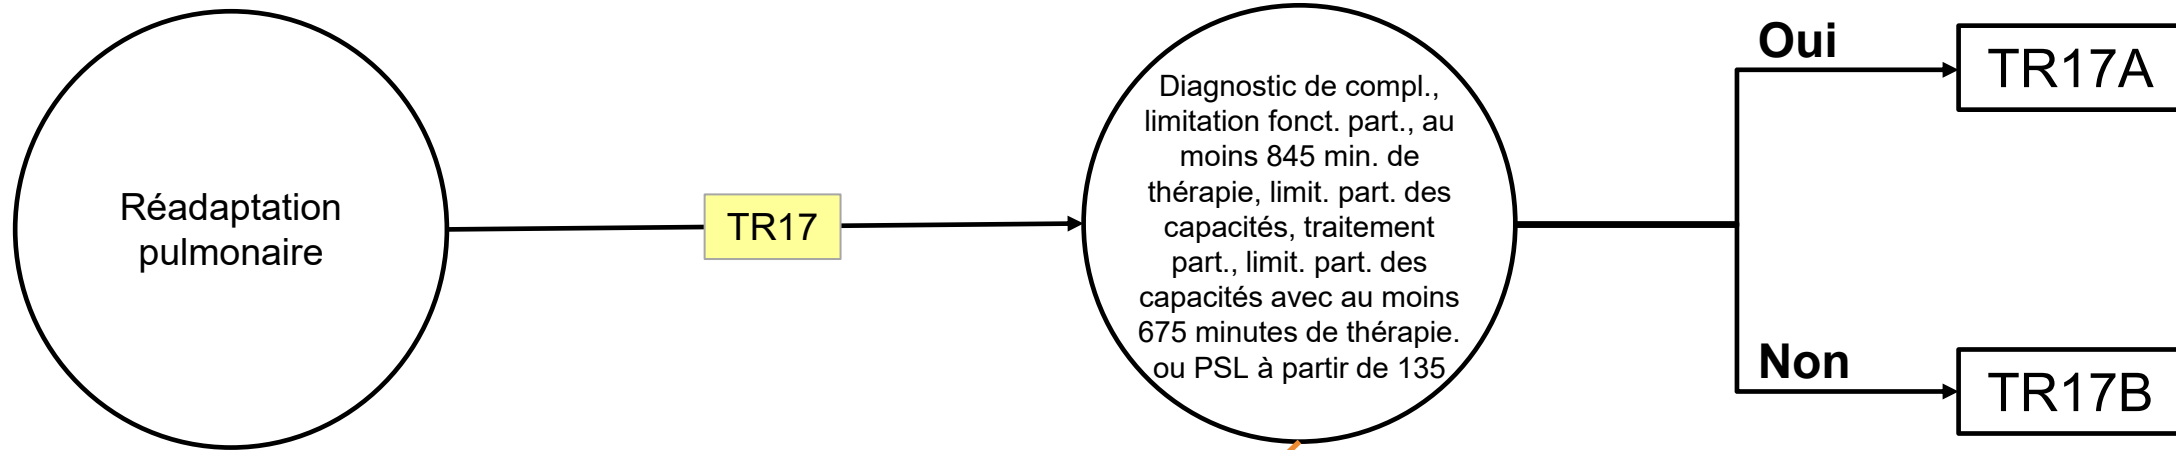 Réadaptation
pulmonaire
TR17
Diagnostic de compl.,
limitation fonct. part., au
moins 845 min. de
thérapie, limit. part. des
capacités, traitement
part., limit. part. des
capacités avec au moins
675 minutes de thérapie.
ou PSL à partir de 135
Oui
TR17A
Non
TR17B